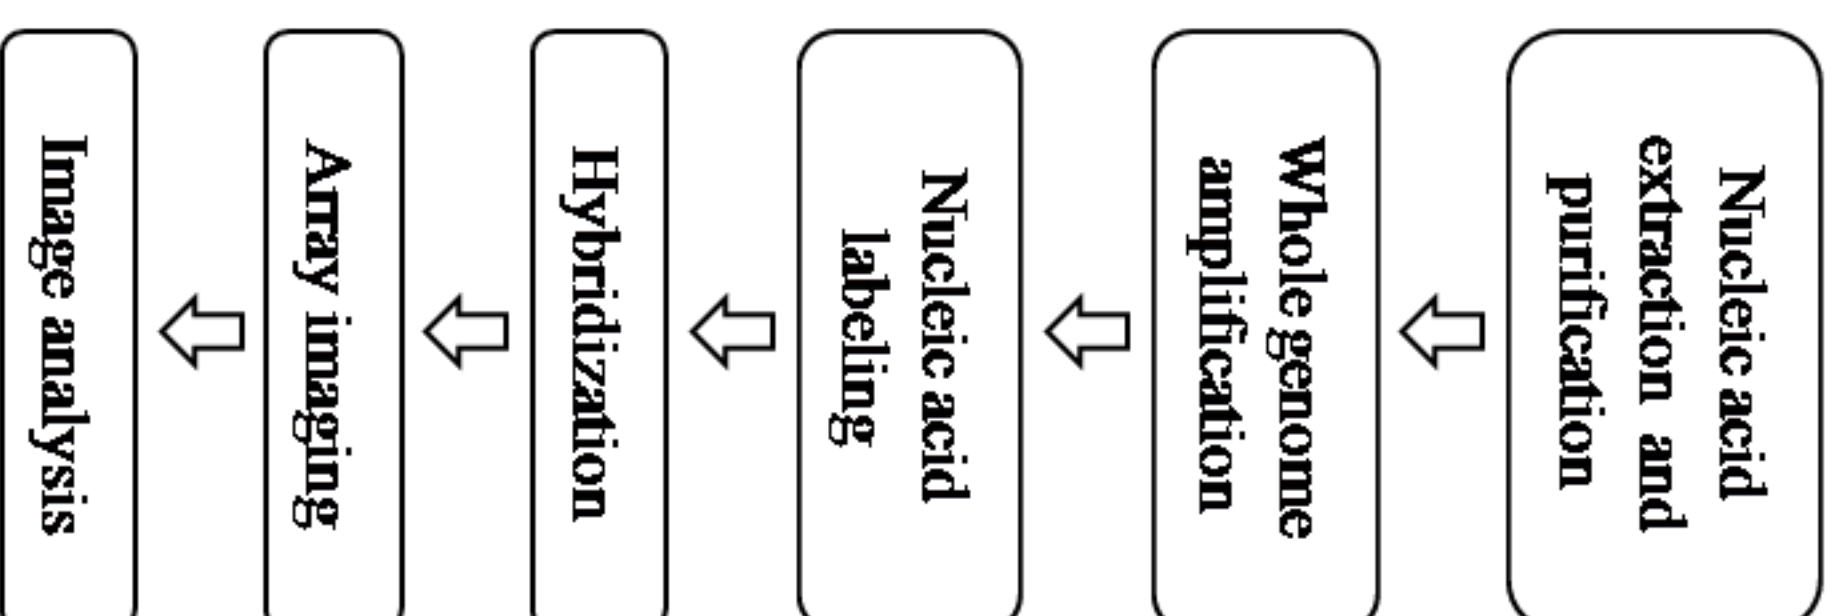 Nucleic acid
extraction and
purification
Whole genome
amplification
Nucleic acid
labeling
Hybridization
Array imaging
Image analysis